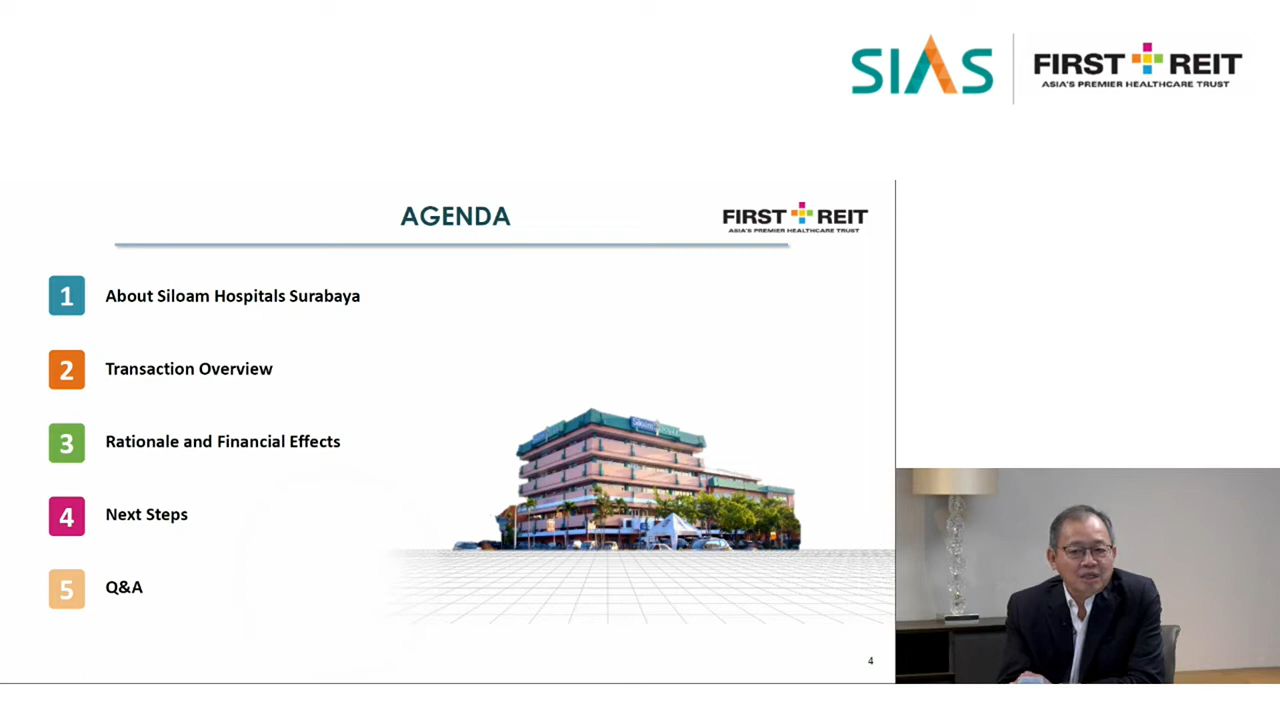 SIAS
FIRST REIT
ASIA'S PREMIER HEALTHCARE TRUST
AGENDA
FIRST REIT
ASIA'S PREMIER HEALTHCARE TRUST
1 About Siloam Hospitals Surabaya
2 Transaction Overview
3 Rationale and Financial Effects
4 Next Steps
5 Q&A
4